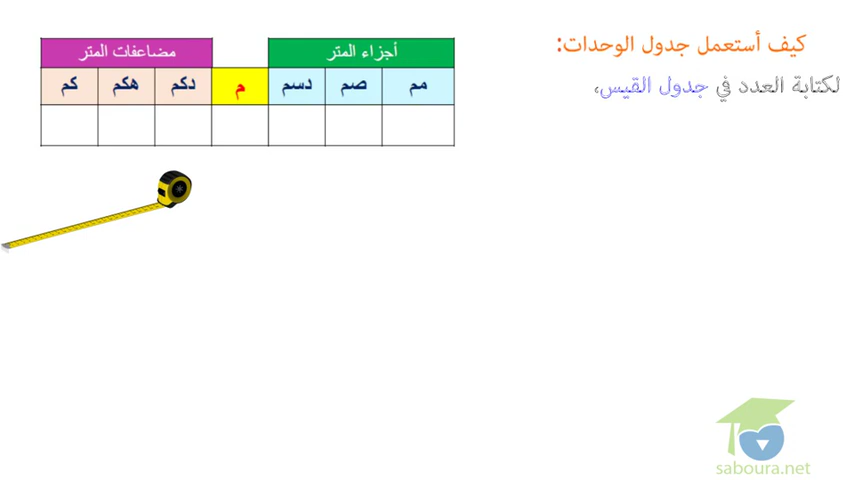 كيف أستعمل جدول الوحدات:
لكتابة العدد في جدول القيس،
أجزاء المتر مضاعفات المتر
مم صم دسم م دكم هكم كم
saboura.net